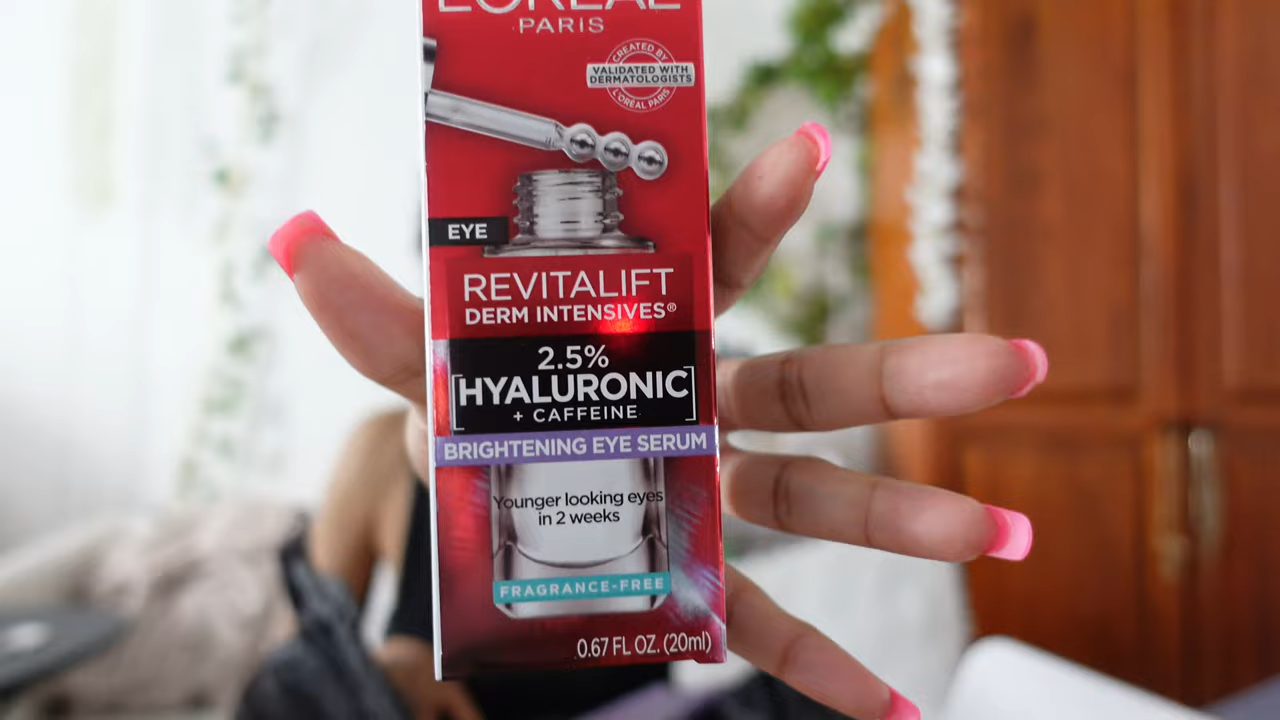 L'ORÉAL
PARIS
CREATED BY
VALIDATED WITH
DERMATOLOGISTS
L'ORÉAL PARIS
EYE
REVITALIFT
DERM INTENSIVES®
2.5%
[HYALURONIC]
+ CAFFEINE
BRIGHTENING EYE SERUM
Younger looking eyes
in 2 weeks
FRAGRANCE-FREE
0.67 FL OZ. (20ml)